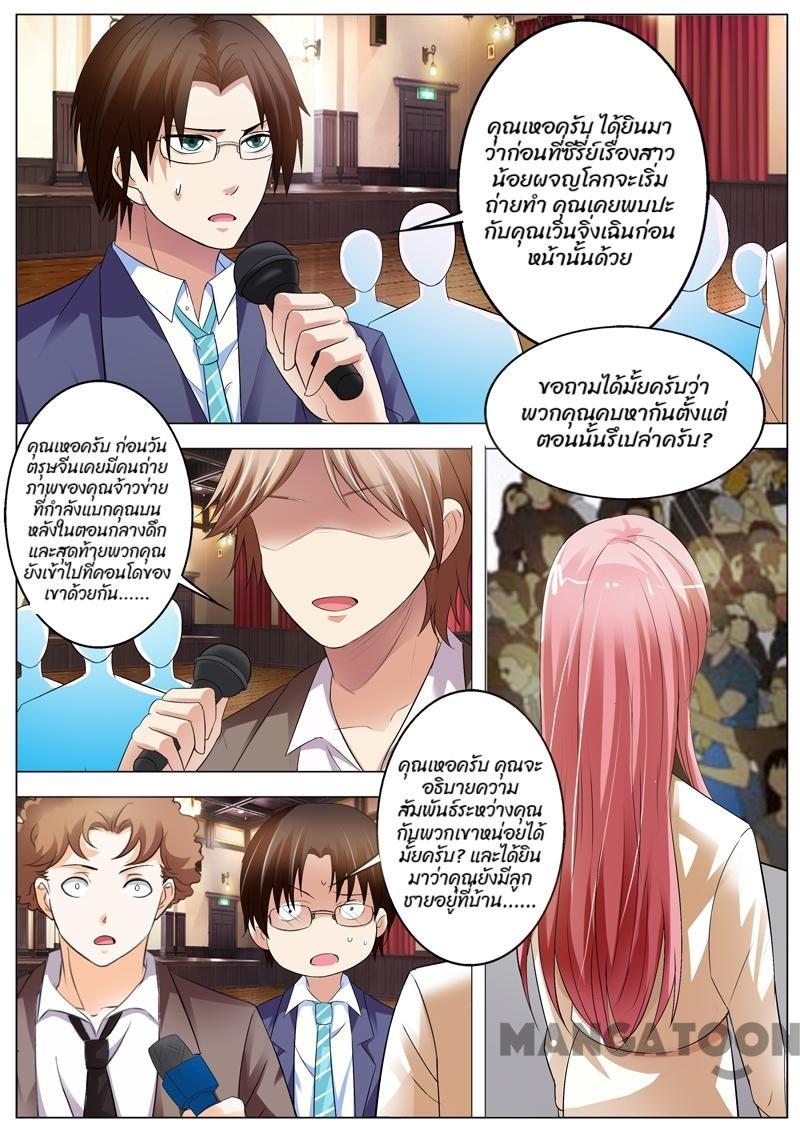 คุณเหอครับ ได้ยินมา
ว่าก่อนที่ซีรีย์เรื่องสาว
น้อยผจญโลกจะเริ่ม
ถ่ายทำ คุณเคยพบปะ
กับคุณเวินจิ่งเฉินก่อน
หน้านั้นด้วย
ขอถามได้มั้ยครับว่า
พวกคุณคบหากันตั้งแต่
ตอนนั้นรึเปล่าครับ?
คุณเหอครับ ก่อนวัน
ตรุษจีนเคยมีคนถ่าย
ภาพของคุณจ้าวข่าย
ที่กำลังแบกคุณบน
หลังในตอนกลางดึก
และสุดท้ายพวกคุณ
ยังเข้าไปที่คอนโดของ
เขาด้วยกัน......
คุณเหอครับ คุณจะ
อธิบายความ
สัมพันธ์ระหว่างคุณ
กับพวกเขาหน่อยได้
มั้ยครับ? และได้ยิน
มาว่าคุณยังมีลูก
ชายอยู่ที่บ้าน......
MANGATOON